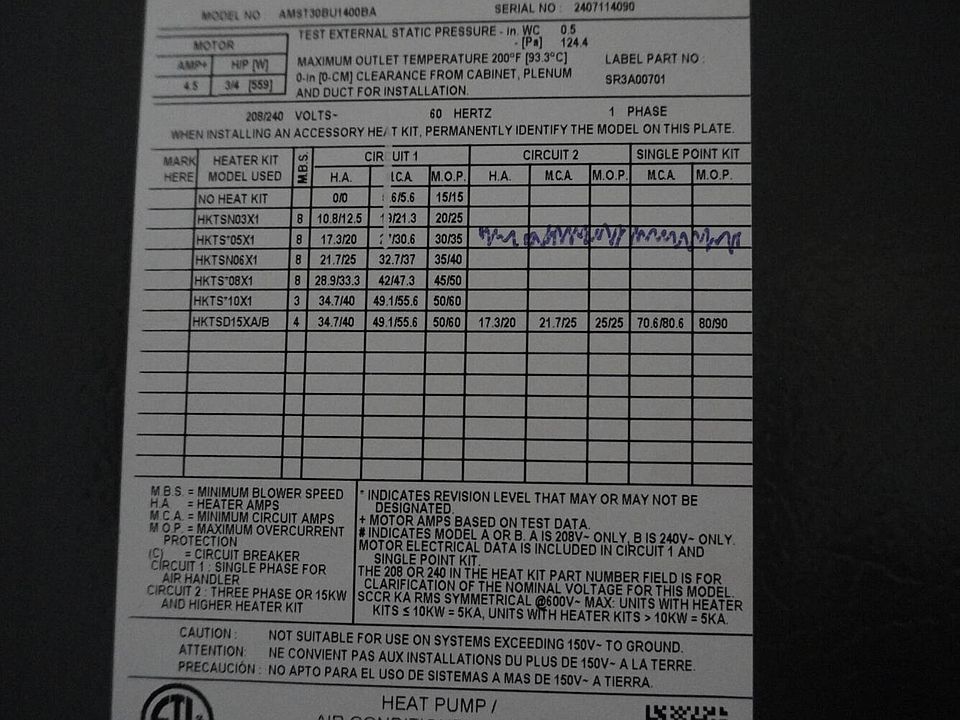 MODEL NO AMST30BU1400BA SERIAL NO : 2407114090
MOTOR
AMP+ H/P [W]
4.5 3/4 [559]
TEST EXTERNAL STATIC PRESSURE - in. WC 0.5
- [Pa] 124.4
MAXIMUM OUTLET TEMPERATURE 200°F [93.3°C]
0-in [0-CM] CLEARANCE FROM CABINET, PLENUM
AND DUCT FOR INSTALLATION.
LABEL PART NO :
SR3A00701
208/240 VOLTS~ 60 HERTZ 1 PHASE
WHEN INSTALLING AN ACCESSORY HEAT KIT, PERMANENTLY IDENTIFY THE MODEL ON THIS PLATE.
MARK HERE HEATER KIT MODEL USED M.B.S. CIRCUIT 1 CIRCUIT 2 SINGLE POINT KIT
H.A. M.C.A. M.O.P. H.A. M.C.A. M.O.P. M.C.A. M.O.P.
NO HEAT KIT 0/0 /5.6 15/15
HKTSN03X1 8 10.8/12.5 /21.3 20/25
HKTS*05X1 8 17.3/20 /30.6 30/35
HKTSN06X1 8 21.7/25 32.7/37 35/40
HKTS*08X1 8 28.9/33.3 42/47.3 45/50
HKTS*10X1 3 34.7/40 49.1/55.6 50/60
HKTSD15XA/B 4 34.7/40 49.1/55.6 50/60 17.3/20 21.7/25 25/25 70.6/80.6 80/90
M.B.S. = MINIMUM BLOWER SPEED
H.A. = HEATER AMPS
M.C.A. = MINIMUM CIRCUIT AMPS
M.O.P. = MAXIMUM OVERCURRENT
PROTECTION
(C) = CIRCUIT BREAKER
CIRCUIT 1 : SINGLE PHASE FOR
AIR HANDLER
CIRCUIT 2 : THREE PHASE OR 15KW
AND HIGHER HEATER KIT
* INDICATES REVISION LEVEL THAT MAY OR MAY NOT BE
DESIGNATED.
+ MOTOR AMPS BASED ON TEST DATA.
# INDICATES MODEL A OR B. A IS 208V~ ONLY, B IS 240V~ ONLY.
MOTOR ELECTRICAL DATA IS INCLUDED IN CIRCUIT 1 AND
SINGLE POINT KIT.
THE 208 OR 240 IN THE HEAT KIT PART NUMBER FIELD IS FOR
CLARIFICATION OF THE NOMINAL VOLTAGE FOR THIS MODEL.
SCCR KA RMS SYMMETRICAL @600V~ MAX: UNITS WITH HEATER
KITS ≤ 10KW = 5KA, UNITS WITH HEATER KITS > 10KW = 5KA.
CAUTION : NOT SUITABLE FOR USE ON SYSTEMS EXCEEDING 150V~ TO GROUND.
ATTENTION: NE CONVIENT PAS AUX INSTALLATIONS DU PLUS DE 150V~ A LA TERRE.
PRECAUCIÓN : NO APTO PARA EL USO DE SISTEMAS A MAS DE 150V~ A TIERRA.
HEAT PUMP /